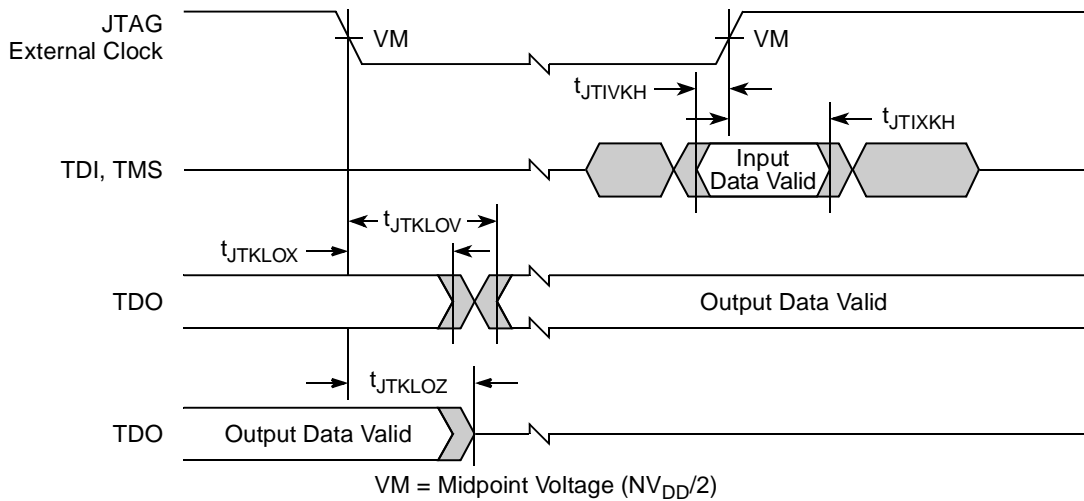 JTAG
External Clock
VM
VM
tJTIVKH
tJTIXKH
TDI, TMS
Input
Data Valid
tJTKLOV
tJTKLOX
TDO
Output Data Valid
tJTKLOZ
TDO
Output Data Valid
VM = Midpoint Voltage (NVDD/2)